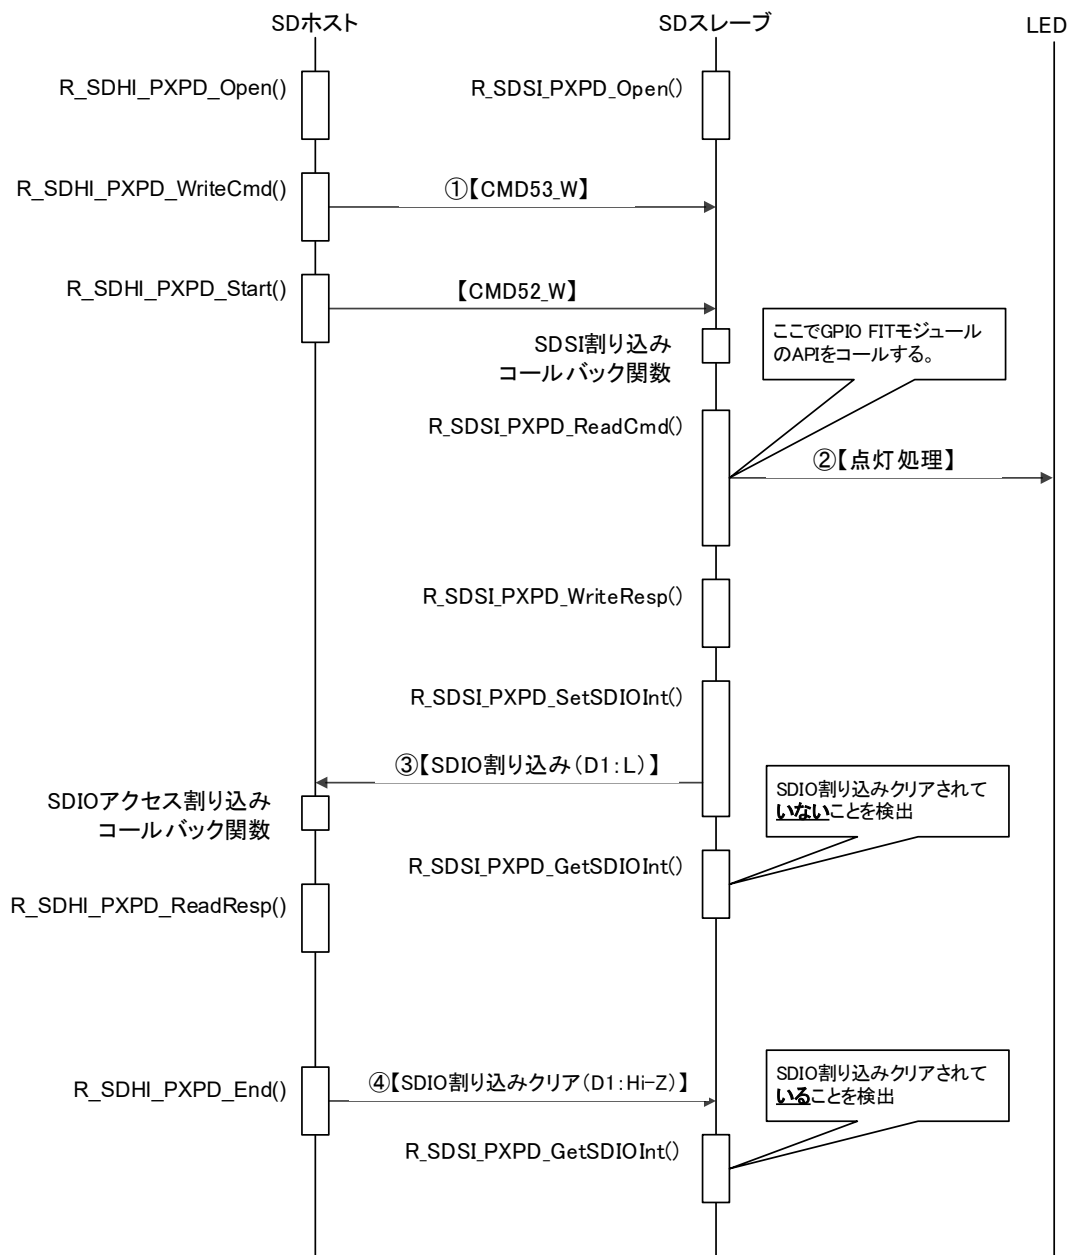 SDホスト
SDスレーブ
LED
R_SDHI_PXPD_Open()
R_SDSI_PXPD_Open()
R_SDHI_PXPD_WriteCmd()
①【CMD53_W】
R_SDHI_PXPD_Start()
【CMD52_W】
ここでGPIO FITモジュール
のAPIをコールする。
SDSI割り込み
コールバック関数
R_SDSI_PXPD_ReadCmd()
②【点灯処理】
R_SDSI_PXPD_WriteResp()
R_SDSI_PXPD_SetSDIOInt()
③【SDIO割り込み(D1:L)】
SDIO割り込みクリアされて
いないことを検出
SDIOアクセス割り込み
コールバック関数
R_SDSI_PXPD_GetSDIOInt()
R_SDHI_PXPD_ReadResp()
R_SDHI_PXPD_End()
④【SDIO割り込みクリア(D1:Hi-Z)】
SDIO割り込みクリアされて
いることを検出
R_SDSI_PXPD_GetSDIOInt()